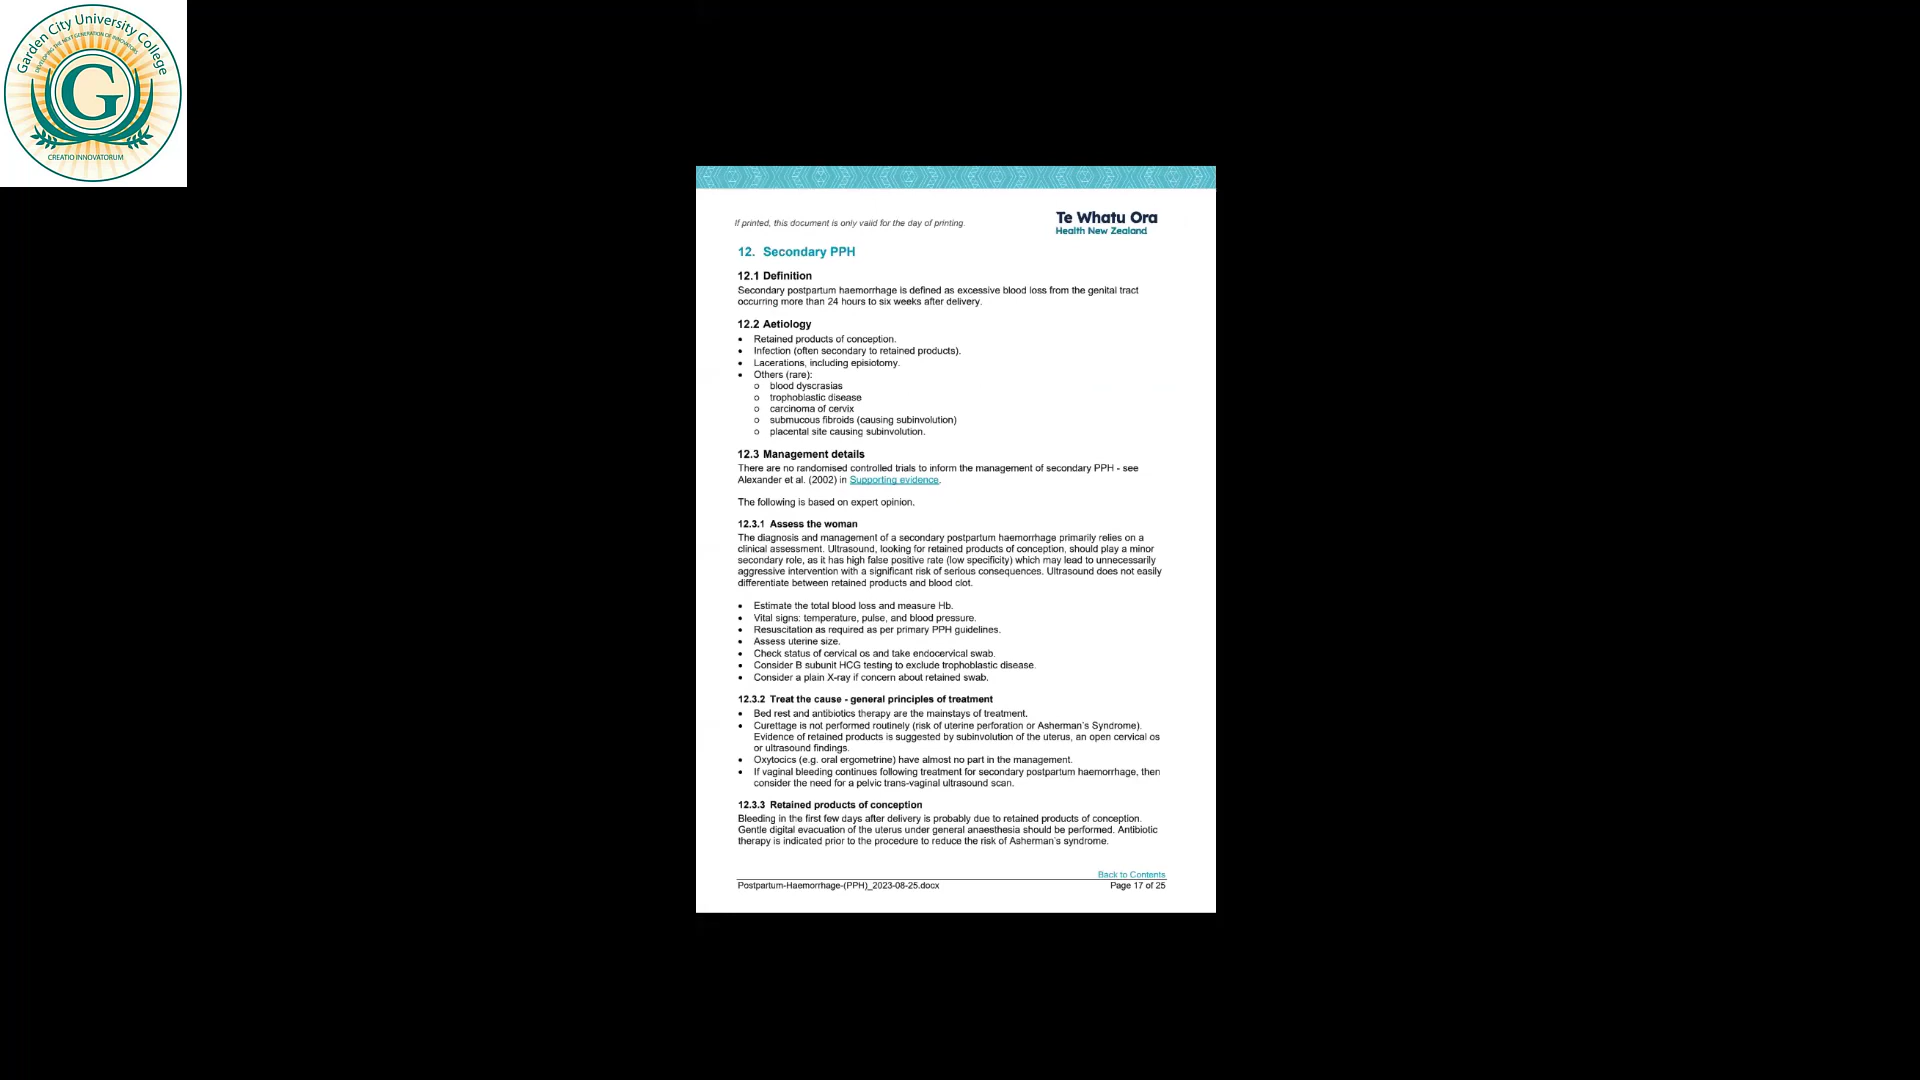 Garden City University College
DEVELOPING THE NEXT GENERATION OF INNOVATORS
G
CREATIO INNOVATORUM
If printed, this document is only valid for the day of printing.
Te Whatu Ora
Health New Zealand
12. Secondary PPH
12.1 Definition
Secondary postpartum haemorrhage is defined as excessive blood loss from the genital tract
occurring more than 24 hours to six weeks after delivery.
12.2 Aetiology
• Retained products of conception.
• Infection (often secondary to retained products).
• Lacerations, including episiotomy.
• Others (rare):
o blood dyscrasias
o trophoblastic disease
o carcinoma of cervix
o submucous fibroids (causing subinvolution)
o placental site causing subinvolution.
12.3 Management details
There are no randomised controlled trials to inform the management of secondary PPH - see
Alexander et al. (2002) in Supporting evidence.
The following is based on expert opinion.
12.3.1 Assess the woman
The diagnosis and management of a secondary postpartum haemorrhage primarily relies on a
clinical assessment. Ultrasound, looking for retained products of conception, should play a minor
secondary role, as it has high false positive rate (low specificity) which may lead to unnecessarily
aggressive intervention with a significant risk of serious consequences. Ultrasound does not easily
differentiate between retained products and blood clot.
• Estimate the total blood loss and measure Hb.
• Vital signs: temperature, pulse, and blood pressure.
• Resuscitation as required as per primary PPH guidelines.
• Assess uterine size.
• Check status of cervical os and take endocervical swab.
• Consider B subunit HCG testing to exclude trophoblastic disease.
• Consider a plain X-ray if concern about retained swab.
12.3.2 Treat the cause - general principles of treatment
• Bed rest and antibiotics therapy are the mainstays of treatment.
• Curettage is not performed routinely (risk of uterine perforation or Asherman's Syndrome).
Evidence of retained products is suggested by subinvolution of the uterus, an open cervical os
or ultrasound findings.
• Oxytocics (e.g. oral ergometrine) have almost no part in the management.
• If vaginal bleeding continues following treatment for secondary postpartum haemorrhage, then
consider the need for a pelvic trans-vaginal ultrasound scan.
12.3.3 Retained products of conception
Bleeding in the first few days after delivery is probably due to retained products of conception.
Gentle digital evacuation of the uterus under general anaesthesia should be performed. Antibiotic
therapy is indicated prior to the procedure to reduce the risk of Asherman's syndrome.
Back to Contents
Postpartum-Haemorrhage-(PPH)_2023-08-25.docx Page 17 of 25